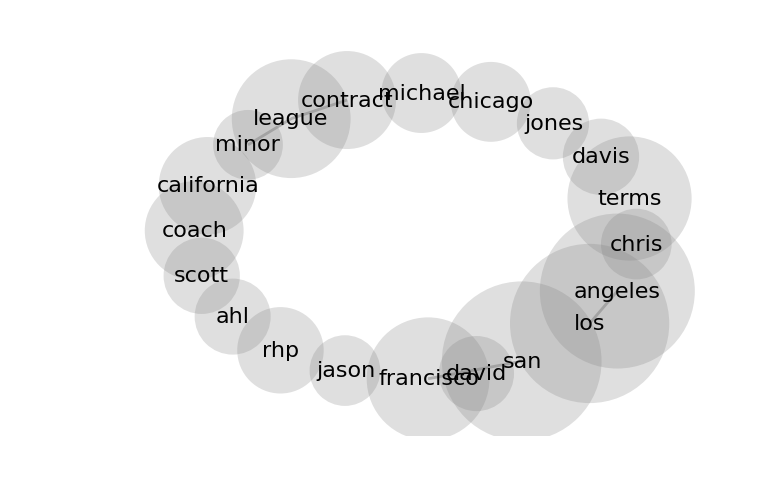 michael
contract
chicago
league
jones
minor
davis
california
terms
coach
chris
scott
angeles
ahl
los
rhp
san
jason
david
francisco